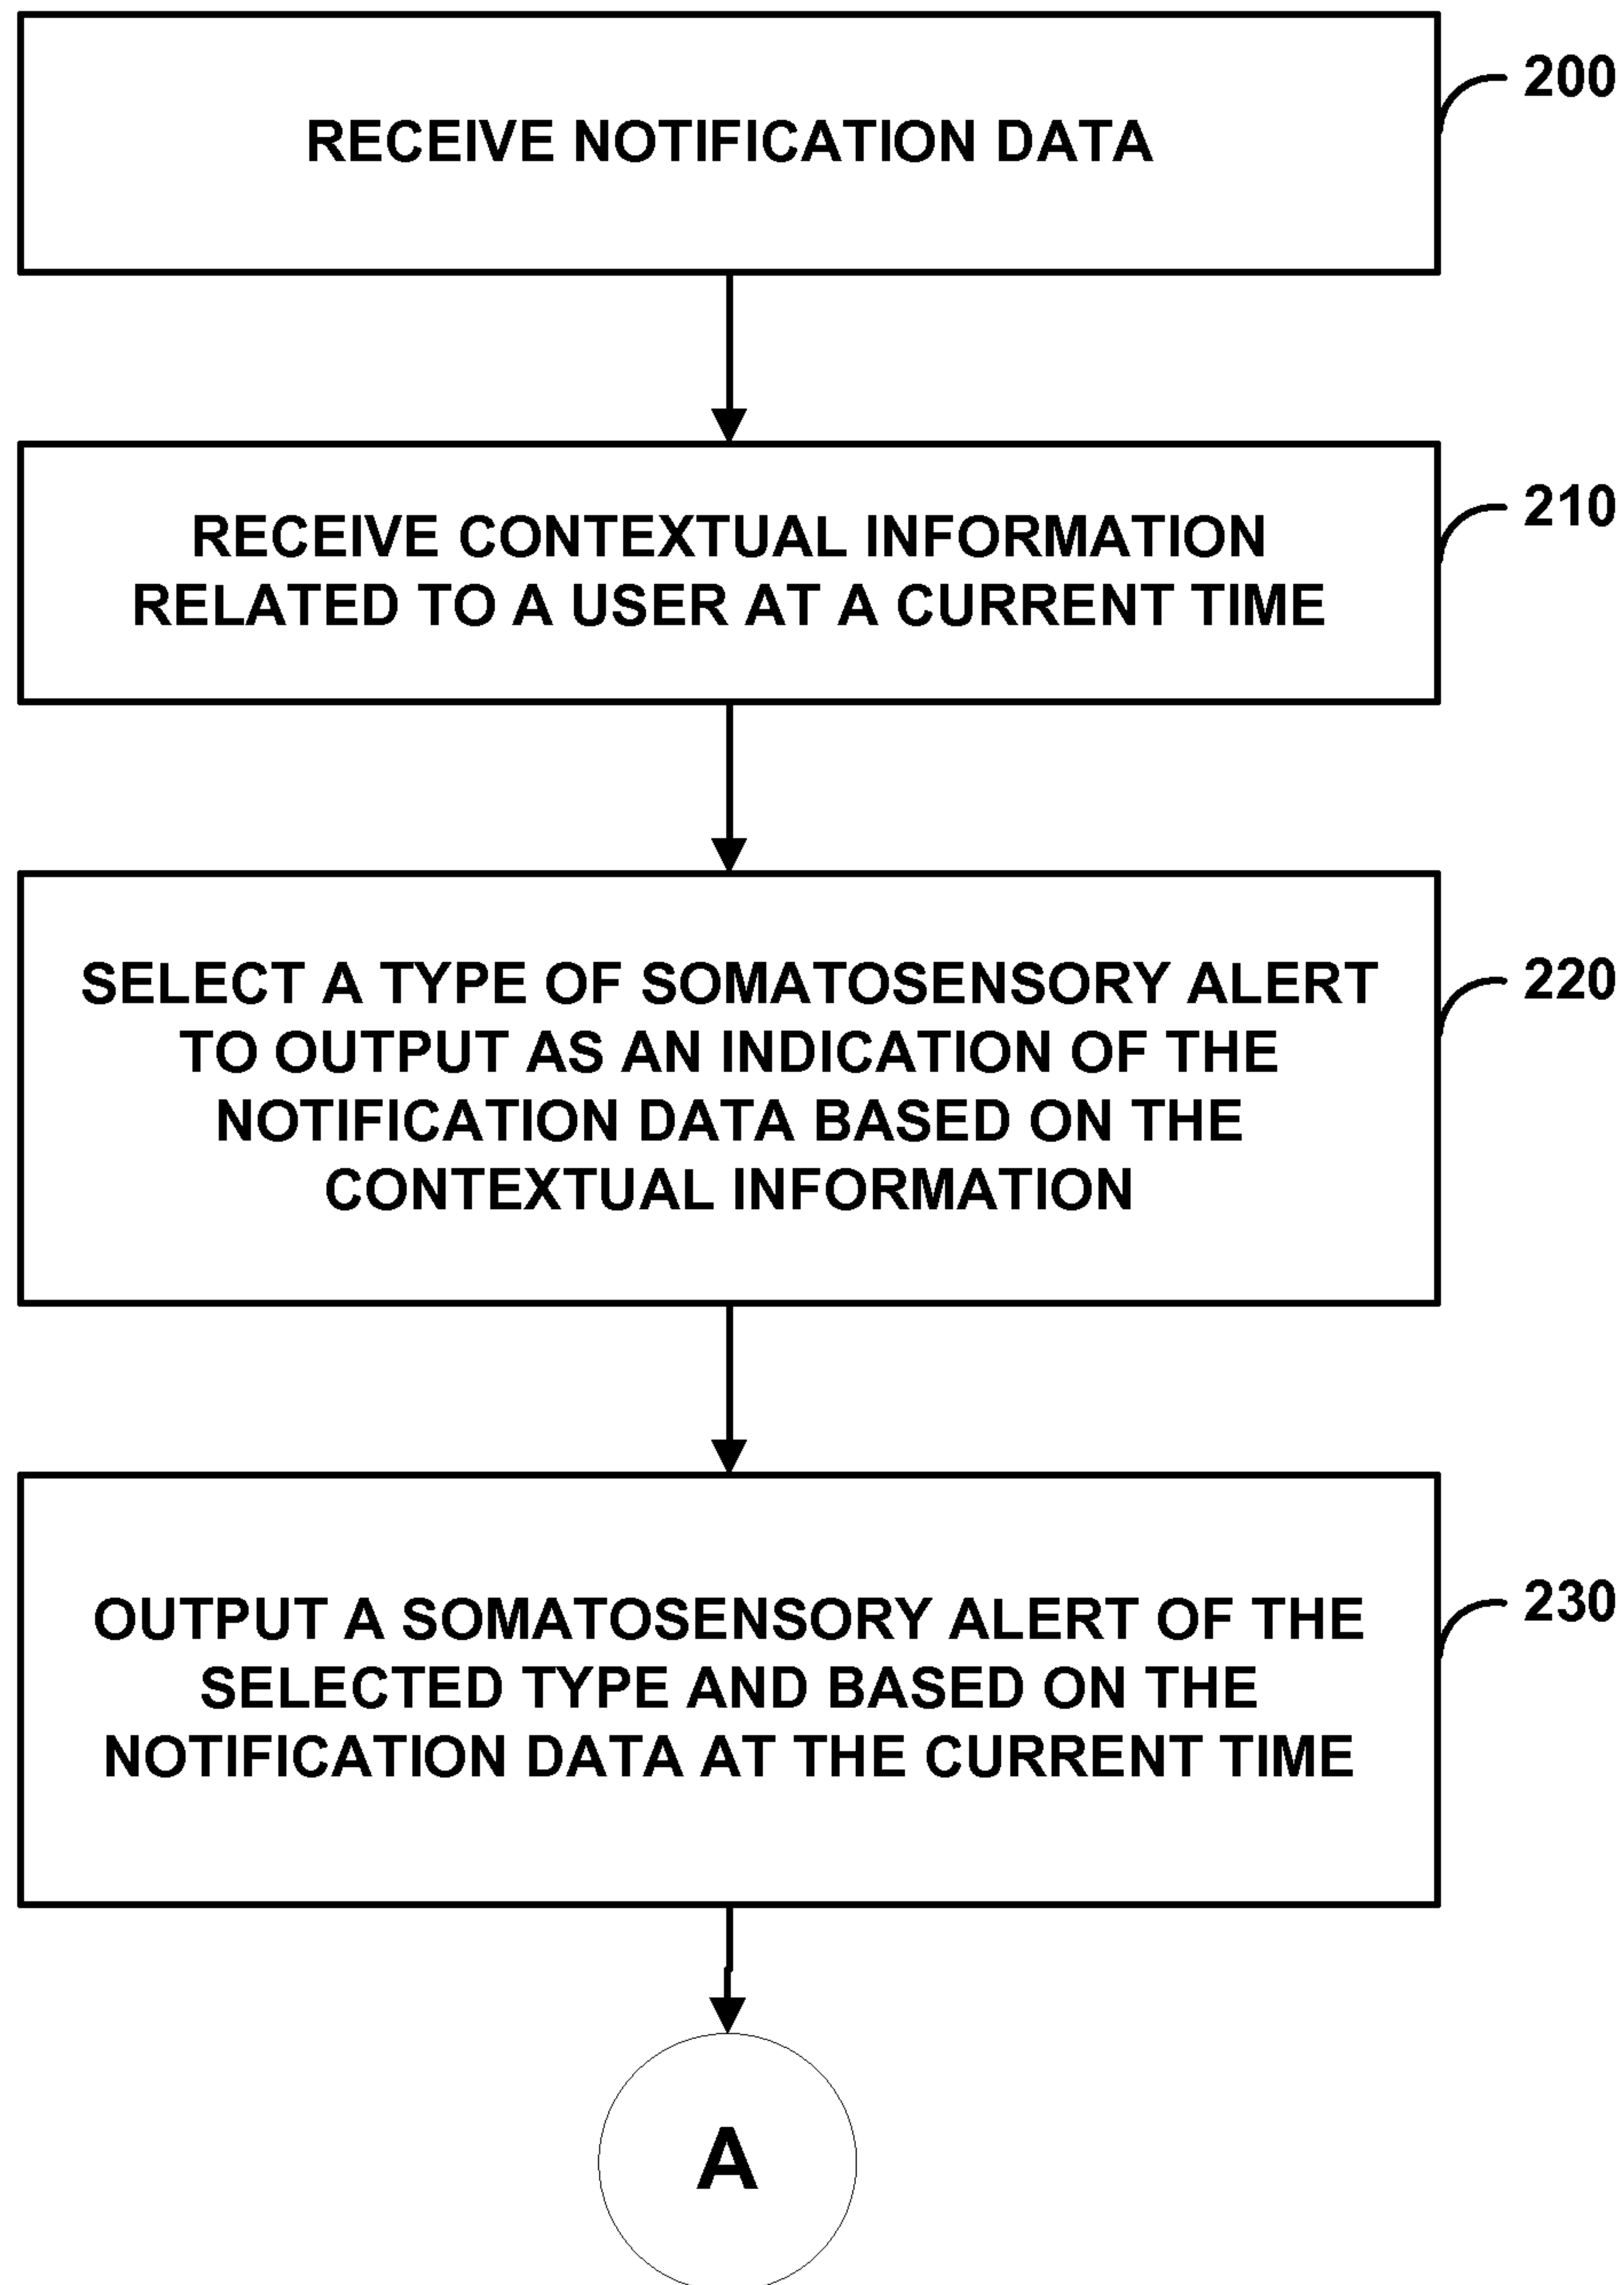 RECEIVE NOTIFICATION DATA
200
RECEIVE CONTEXTUAL INFORMATION
RELATED TO A USER AT A CURRENT TIME
210
SELECT A TYPE OF SOMATOSENSORY ALERT
TO OUTPUT AS AN INDICATION OF THE
NOTIFICATION DATA BASED ON THE
CONTEXTUAL INFORMATION
220
OUTPUT A SOMATOSENSORY ALERT OF THE
SELECTED TYPE AND BASED ON THE
NOTIFICATION DATA AT THE CURRENT TIME
230
A